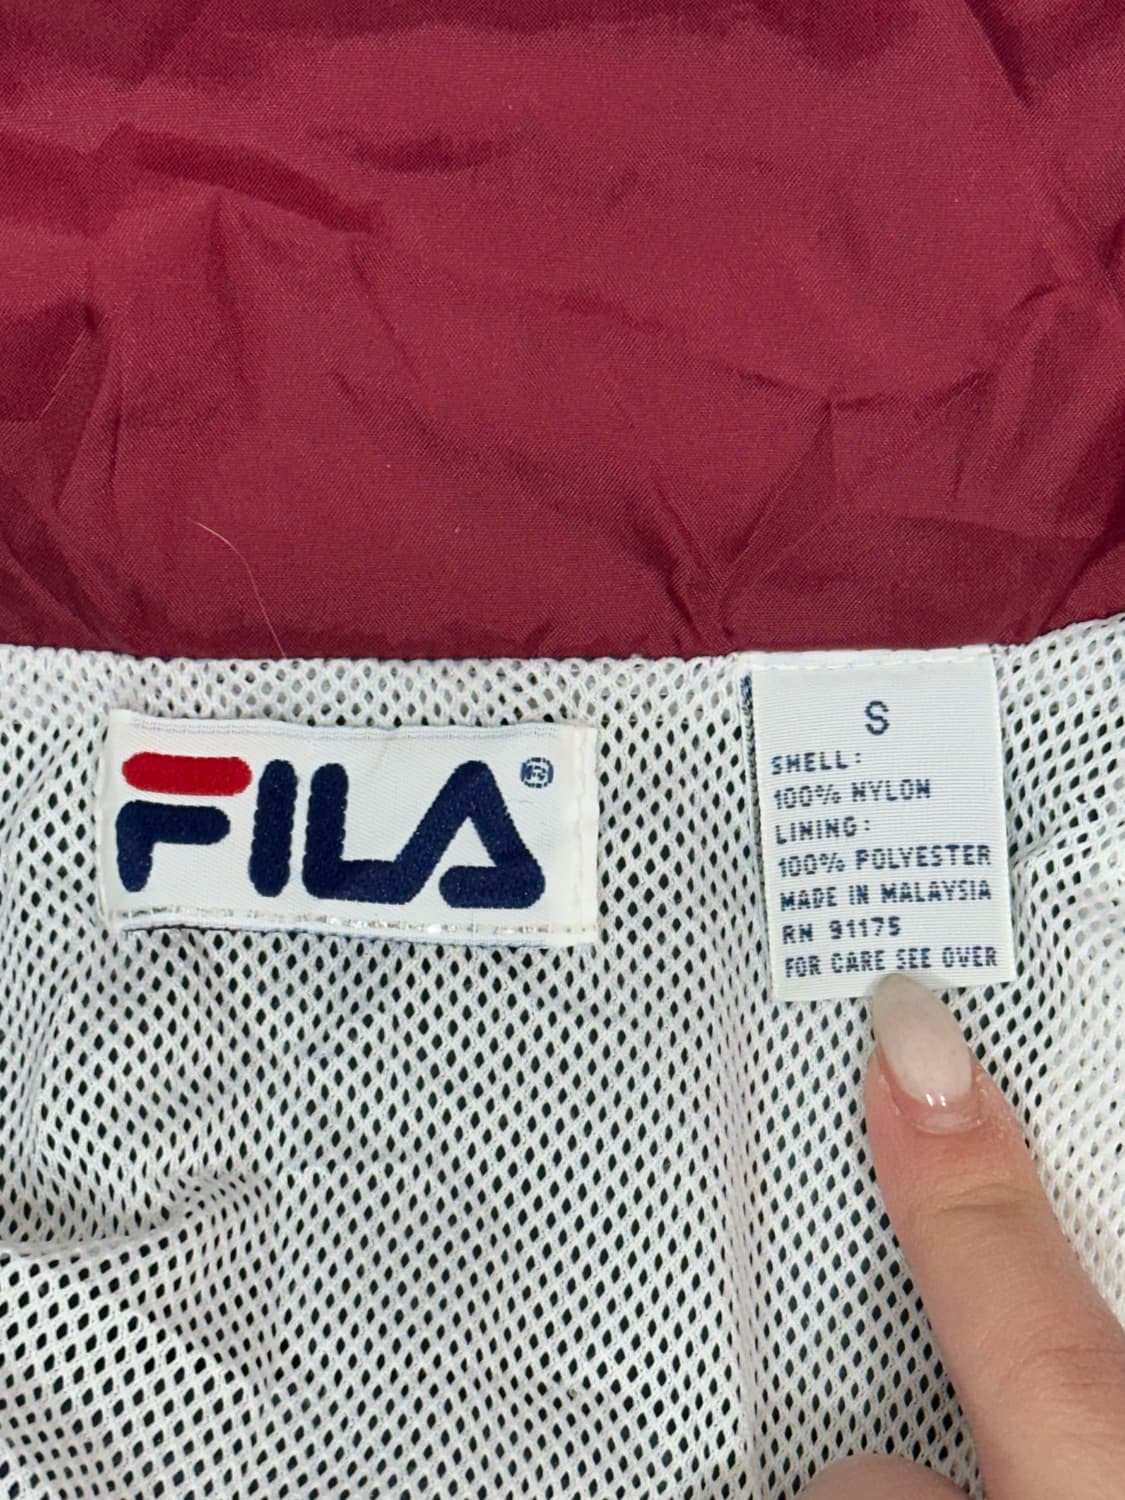 FILA®
S
SHELL:
100% NYLON
LINING:
100% POLYESTER
MADE IN MALAYSIA
RN 91175
FOR CARE SEE OVER